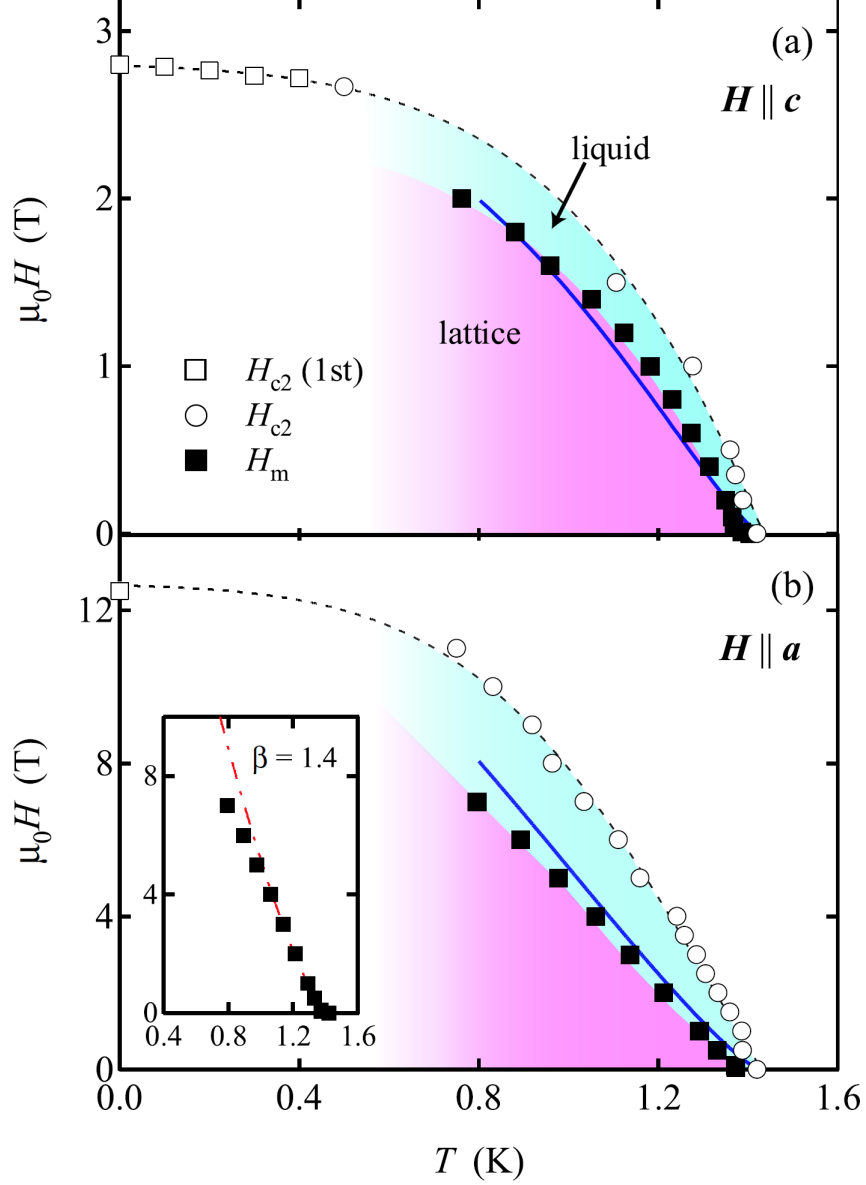 3
(a)
H || c
liquid
2
μ0H (T)
lattice
1
Hc2 (1st)
Hc2
Hm
0
(b)
12
H || a
β = 1.4
8
8
μ0H (T)
4
4
0
0.4 0.8 1.2 1.6
0
0.0 0.4 0.8 1.2 1.6
T (K)